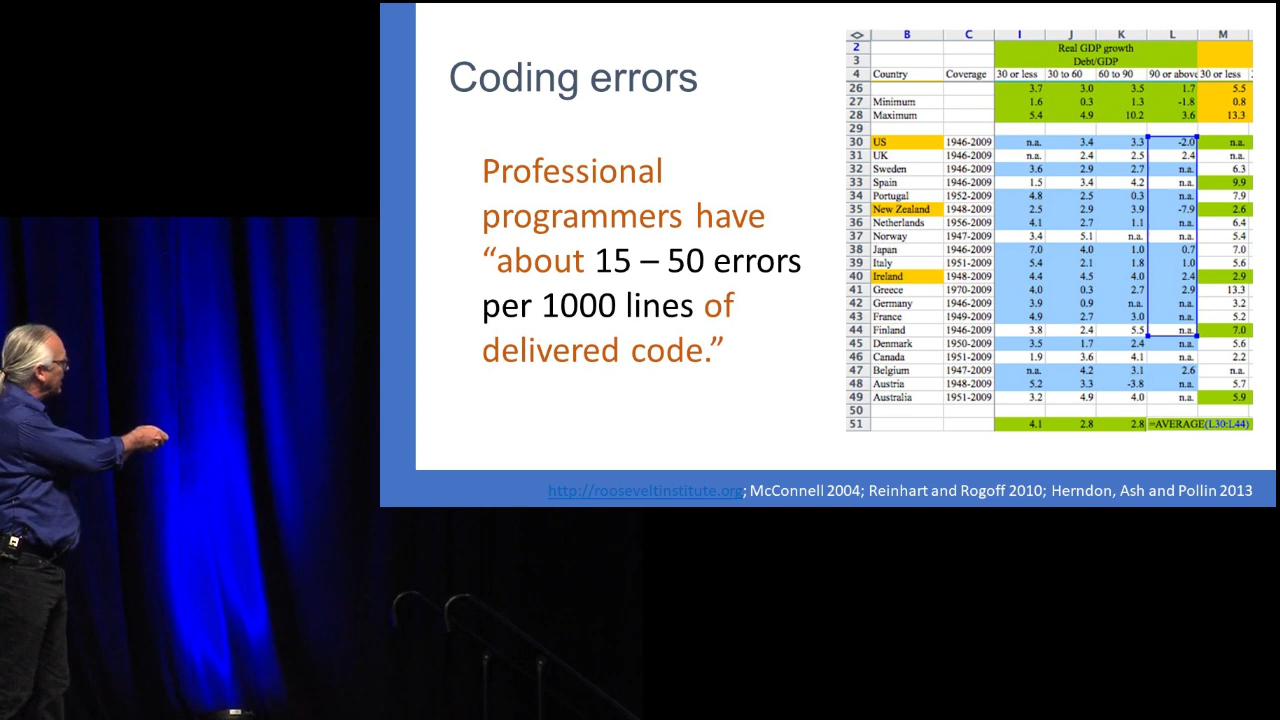 Coding errors
Professional
programmers have
“about 15 – 50 errors
per 1000 lines of
delivered code.”
B C I J K L M
2 Real GDP growth
3 Debt/GDP
4 Country Coverage 30 or less 30 to 60 60 to 90 90 or above 30 or less
26 3.7 3.0 3.5 1.7 5.5
27 Minimum 1.6 0.3 1.3 -1.8 0.8
28 Maximum 5.4 4.9 10.2 3.6 13.3
29
30 US 1946-2009 n.a. 3.4 3.3 -2.0 n.a.
31 UK 1946-2009 n.a. 2.4 2.5 2.4 n.a.
32 Sweden 1946-2009 3.6 2.9 2.7 n.a. 6.3
33 Spain 1946-2009 1.5 3.4 4.2 n.a. 9.9
34 Portugal 1952-2009 4.8 2.5 0.3 n.a. 7.9
35 New Zealand 1948-2009 2.5 2.9 3.9 -7.9 2.6
36 Netherlands 1956-2009 4.1 2.7 1.1 n.a. 6.4
37 Norway 1947-2009 3.4 5.1 n.a. n.a. 5.4
38 Japan 1946-2009 7.0 4.0 1.0 0.7 7.0
39 Italy 1951-2009 5.4 2.1 1.8 1.0 5.6
40 Ireland 1948-2009 4.4 4.5 4.0 2.4 2.9
41 Greece 1970-2009 4.0 0.3 2.7 2.9 13.3
42 Germany 1946-2009 3.9 0.9 n.a. n.a. 3.2
43 France 1949-2009 4.9 2.7 3.0 n.a. 5.2
44 Finland 1946-2009 3.8 2.4 5.5 n.a. 7.0
45 Denmark 1950-2009 3.5 1.7 2.4 n.a. 5.6
46 Canada 1951-2009 1.9 3.6 4.1 n.a. 2.2
47 Belgium 1947-2009 n.a. 4.2 3.1 2.6 n.a.
48 Austria 1948-2009 5.2 3.3 -3.8 n.a. 5.7
49 Australia 1951-2009 3.2 4.9 4.0 n.a. 5.9
50
51 4.1 2.8 2.8 =AVERAGE(L30:L44)
http://rooseveltinstitute.org; McConnell 2004; Reinhart and Rogoff 2010; Herndon, Ash and Pollin 2013